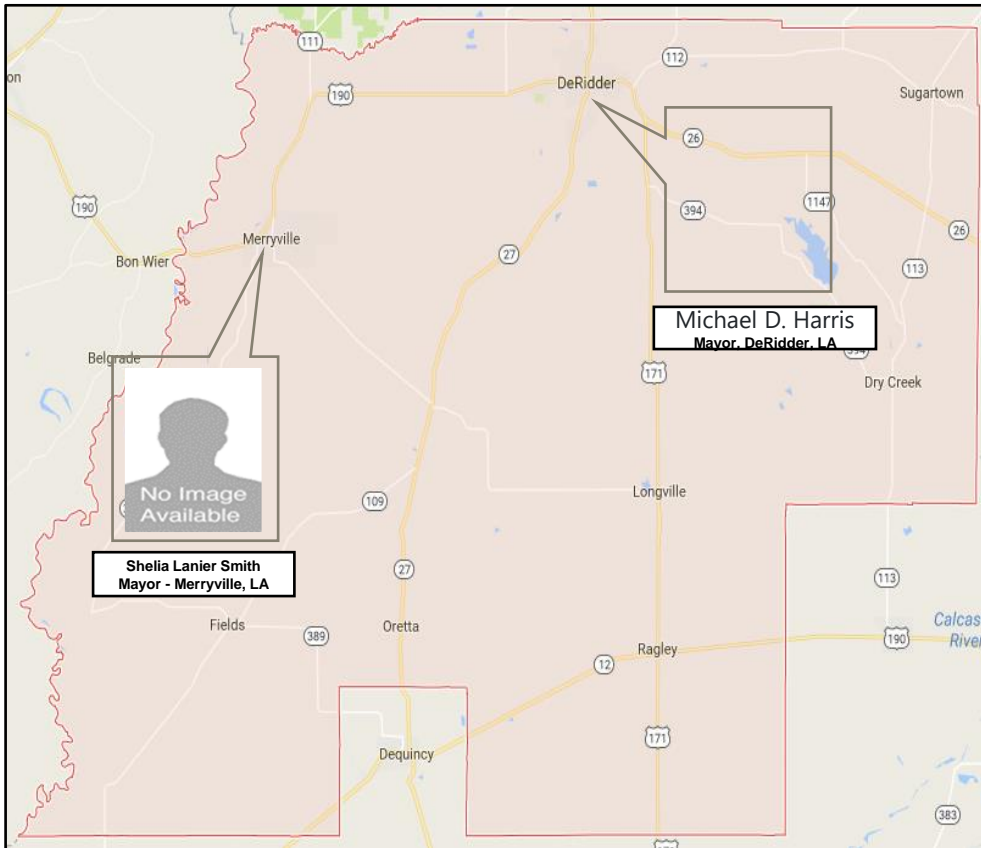 111
112
DeRidder
190
Sugartown
on
26
190
394
1147
Merryville
26
Bon Wier
27
113
Michael D. Harris
Mayor, DeRidder, LA
Belgrade
171
Dry Creek
No Image
Available
Longville
109
Shelia Lanier Smith
Mayor - Merryville, LA
27
113
Fields
389
Oretta
Calcas
River
190
12
Ragley
171
Dequincy
383